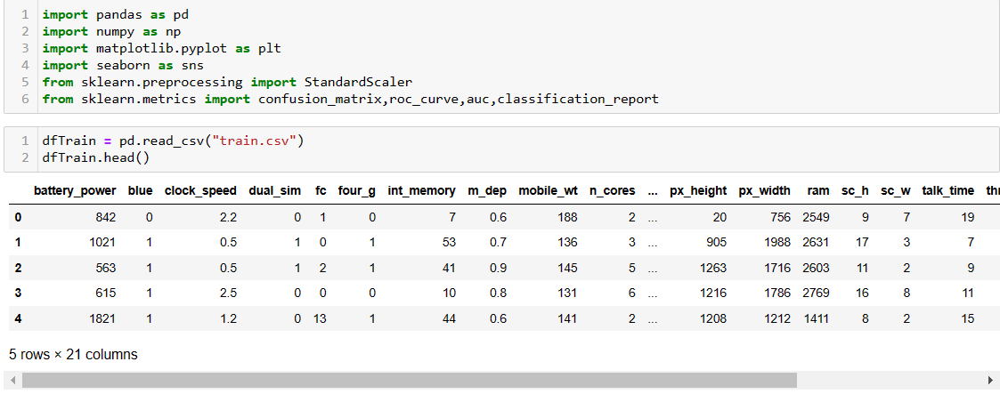 1 import pandas as pd
2 import numpy as np
3 import matplotlib.pyplot as plt
4 import seaborn as sns
5 from sklearn.preprocessing import StandardScaler
6 from sklearn.metrics import confusion_matrix,roc_curve,auc,classification_report
1 dfTrain = pd.read_csv("train.csv")
2 dfTrain.head()
battery_power blue clock_speed dual_sim fc four_g int_memory m_dep mobile_wt n_cores ... px_height px_width ram sc_h sc_w talk_time thr
0 842 0 2.2 0 1 0 7 0.6 188 2 ... 20 756 2549 9 7 19
1 1021 1 0.5 1 0 1 53 0.7 136 3 ... 905 1988 2631 17 3 7
2 563 1 0.5 1 2 1 41 0.9 145 5 ... 1263 1716 2603 11 2 9
3 615 1 2.5 0 0 0 10 0.8 131 6 ... 1216 1786 2769 16 8 11
4 1821 1 1.2 0 13 1 44 0.6 141 2 ... 1208 1212 1411 8 2 15
5 rows × 21 columns